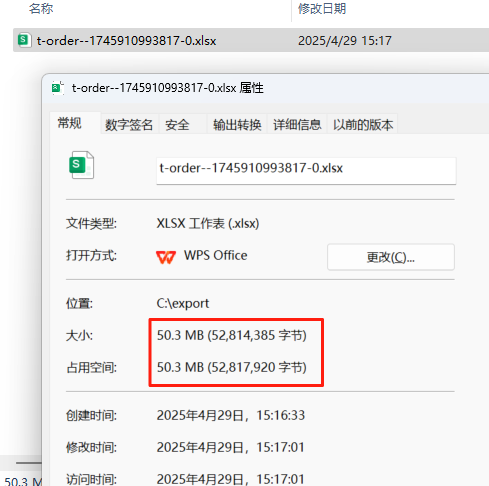 名称 修改日期
t-order--1745910993817-0.xlsx 2025/4/29 15:17
t-order--1745910993817-0.xlsx 属性
常规 数字签名 安全 输出转换 详细信息 以前的版本
t-order--1745910993817-0.xlsx
文件类型: XLSX 工作表 (.xlsx)
打开方式: WPS Office 更改(C)...
位置: C:\export
大小: 50.3 MB (52,814,385 字节)
占用空间: 50.3 MB (52,817,920 字节)
创建时间: 2025年4月29日，15:16:33
修改时间: 2025年4月29日，15:17:01
访问时间: 2025年4月29日，15:17:01
50.3 M